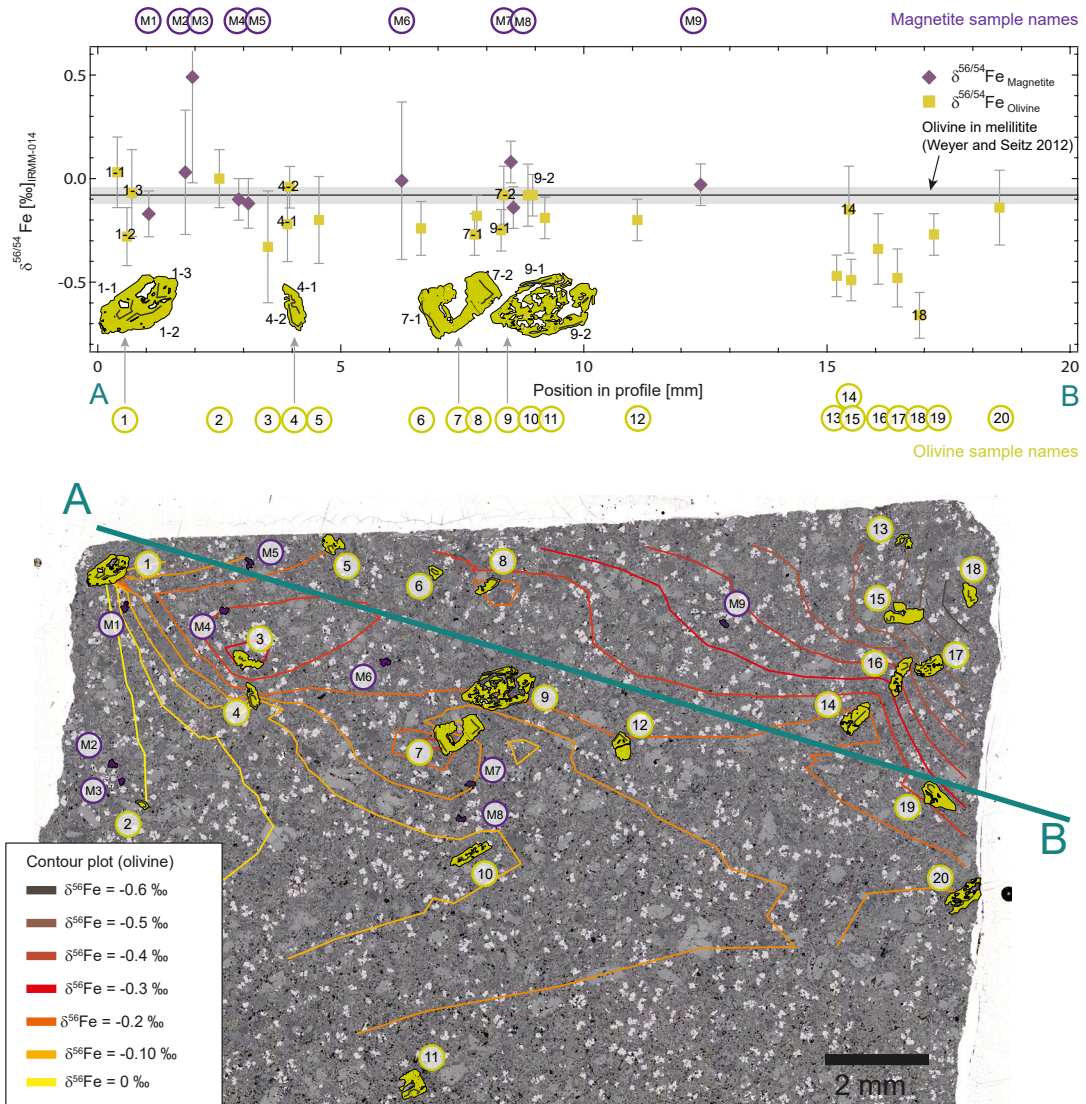 Magnetite sample names
M1 M2 M3 M4 M5 M6 M7 M8 M9
δ56/54Fe Magnetite
δ56/54Fe Olivine
Olivine in melilitite
(Weyer and Seitz 2012)
δ56/54 Fe [‰]IRMM-014
0.5
0.0
-0.5
1-1
1-3
1-2
4-2
4-1
7-2
7-1
9-1
9-2
14
18
1-1
1-3
1-2
4-1
4-2
7-1
7-2
9-1
9-2
0 5 10 15 20
A Position in profile [mm] B
14
1 2 3 4 5 6 7 8 9 10 11 12 13 15 16 17 18 19 20
Olivine sample names
A
M5
5
13
1
8
6
18
M1
M4
M9
15
3
16
17
M6
4
9
14
12
7
M2
M7
M3
M8
19
2
B
10
20
Contour plot (olivine)
δ56Fe = -0.6 ‰
δ56Fe = -0.5 ‰
δ56Fe = -0.4 ‰
δ56Fe = -0.3 ‰
δ56Fe = -0.2 ‰
δ56Fe = -0.10 ‰
δ56Fe = 0 ‰
11
2 mm